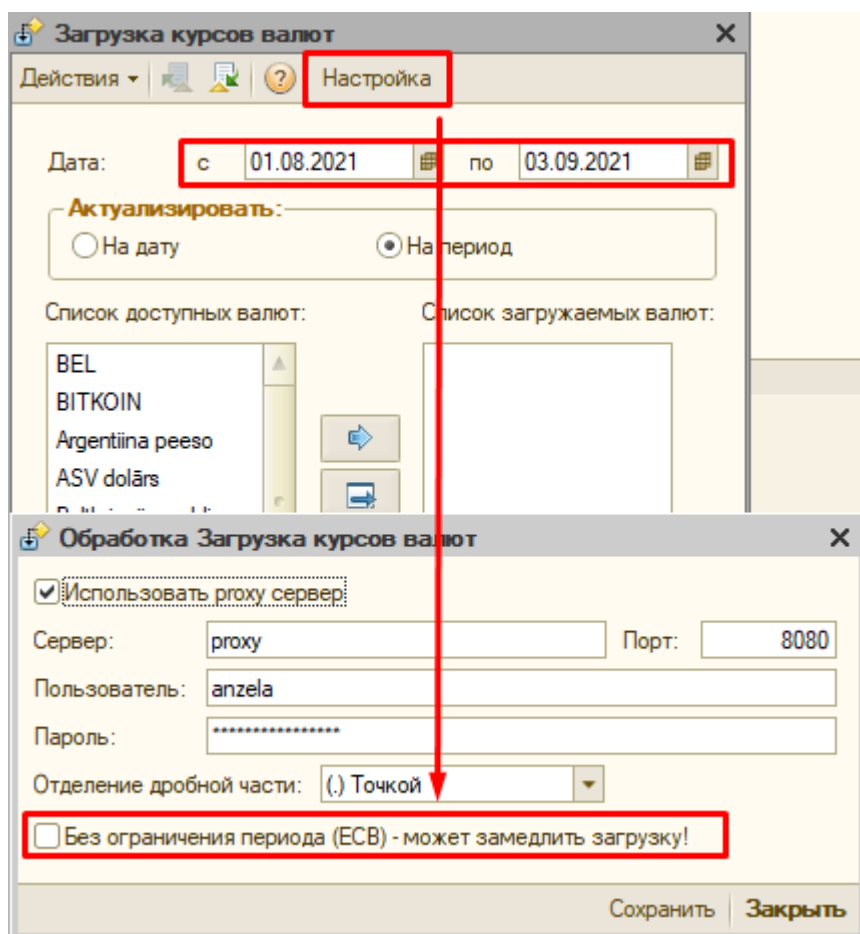 Загрузка курсов валют
Действия Настройка
Дата: с 01.08.2021 по 03.09.2021
Актуализировать:
На дату На период
Список доступных валют: Список загружаемых валют:
BEL
BITKOIN
Argentiina peeso
ASV dolārs
Обработка Загрузка курсов валют
Использовать proxy сервер
Сервер: proxy Порт: 8080
Пользователь: anzela
Пароль: ****************
Отделение дробной части: (.) Точкой
Без ограничения периода (ECB) - может замедлить загрузку!
Сохранить Закрыть